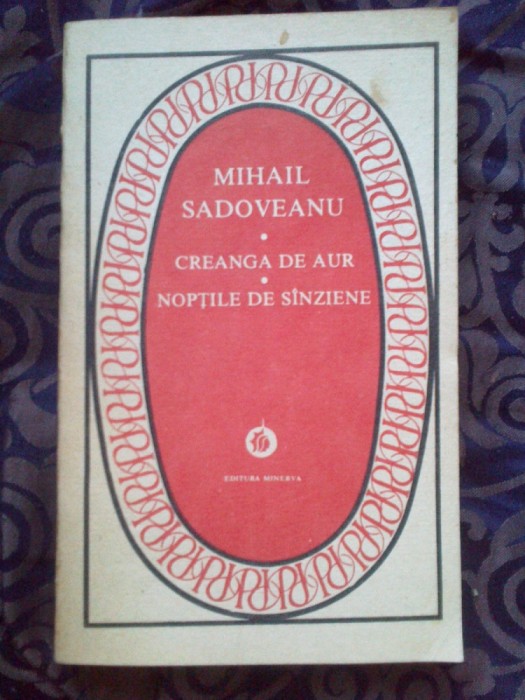 MIHAIL
SADOVEANU
•
CREANGA DE AUR
•
NOPȚILE DE SÎNZIENE
EDITURA MINERVA